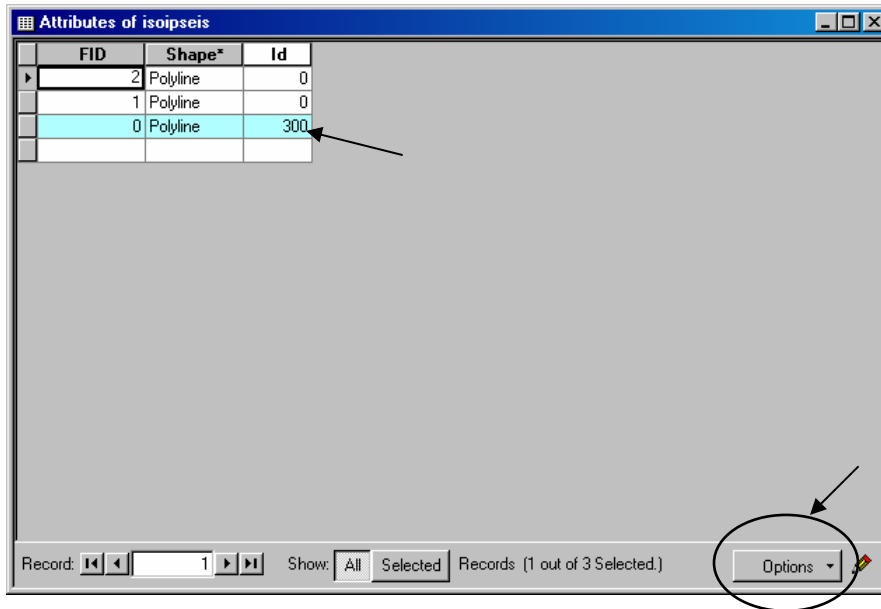 Attributes of isoipseis
FID Shape* Id
2 Polyline 0
1 Polyline 0
0 Polyline 300
Record: 1 Show: All Selected Records (1 out of 3 Selected.) Options